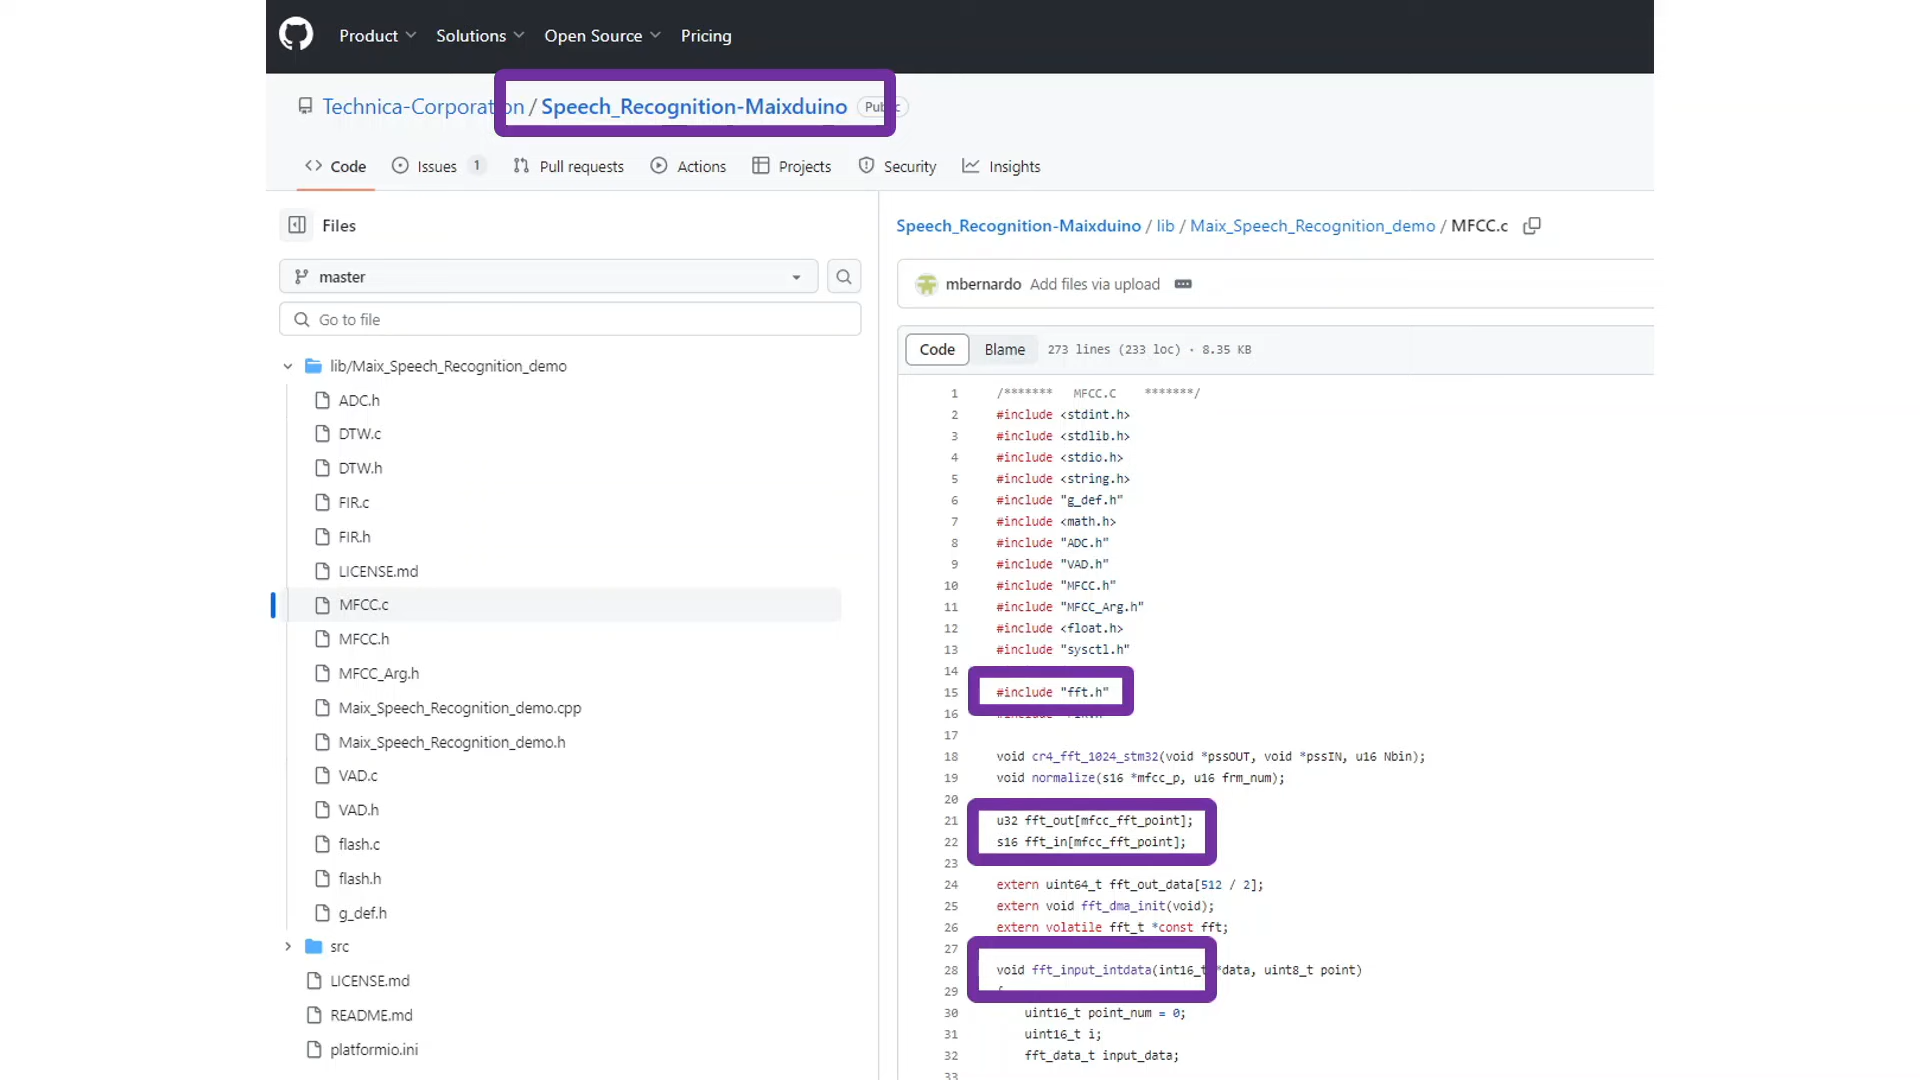 Product Solutions Open Source Pricing
Technica-Corporation / Speech_Recognition-Maixduino
Code Issues 1 Pull requests Actions Projects Security Insights
Files
master
Go to file
lib/Maix_Speech_Recognition_demo
ADC.h
DTW.c
DTW.h
FIR.c
FIR.h
LICENSE.md
MFCC.c
MFCC.h
MFCC_Arg.h
Maix_Speech_Recognition_demo.cpp
Maix_Speech_Recognition_demo.h
VAD.c
VAD.h
flash.c
flash.h
g_def.h
src
LICENSE.md
README.md
platformio.ini
Speech_Recognition-Maixduino / lib / Maix_Speech_Recognition_demo / MFCC.c
mbernardo Add files via upload
Code Blame 273 lines (233 loc) · 8.35 KB
1 /******* MFCC.C *******/
2 #include <stdint.h>
3 #include <stdlib.h>
4 #include <stdio.h>
5 #include <string.h>
6 #include "g_def.h"
7 #include <math.h>
8 #include "ADC.h"
9 #include "VAD.h"
10 #include "MFCC.h"
11 #include "MFCC_Arg.h"
12 #include <float.h>
13 #include "sysctl.h"
14
15 #include "fft.h"
16
17
18 void cr4_fft_1024_stm32(void *pssOUT, void *pssIN, u16 Nbin);
19 void normalize(s16 *mfcc_p, u16 frm_num);
20
21 u32 fft_out[mfcc_fft_point];
22 s16 fft_in[mfcc_fft_point];
23
24 extern uint64_t fft_out_data[512 / 2];
25 extern void fft_dma_init(void);
26 extern volatile fft_t *const fft;
27
28 void fft_input_intdata(int16_t *data, uint8_t point)
29 {
30 uint16_t point_num = 0;
31 uint16_t i;
32 fft_data_t input_data;
33